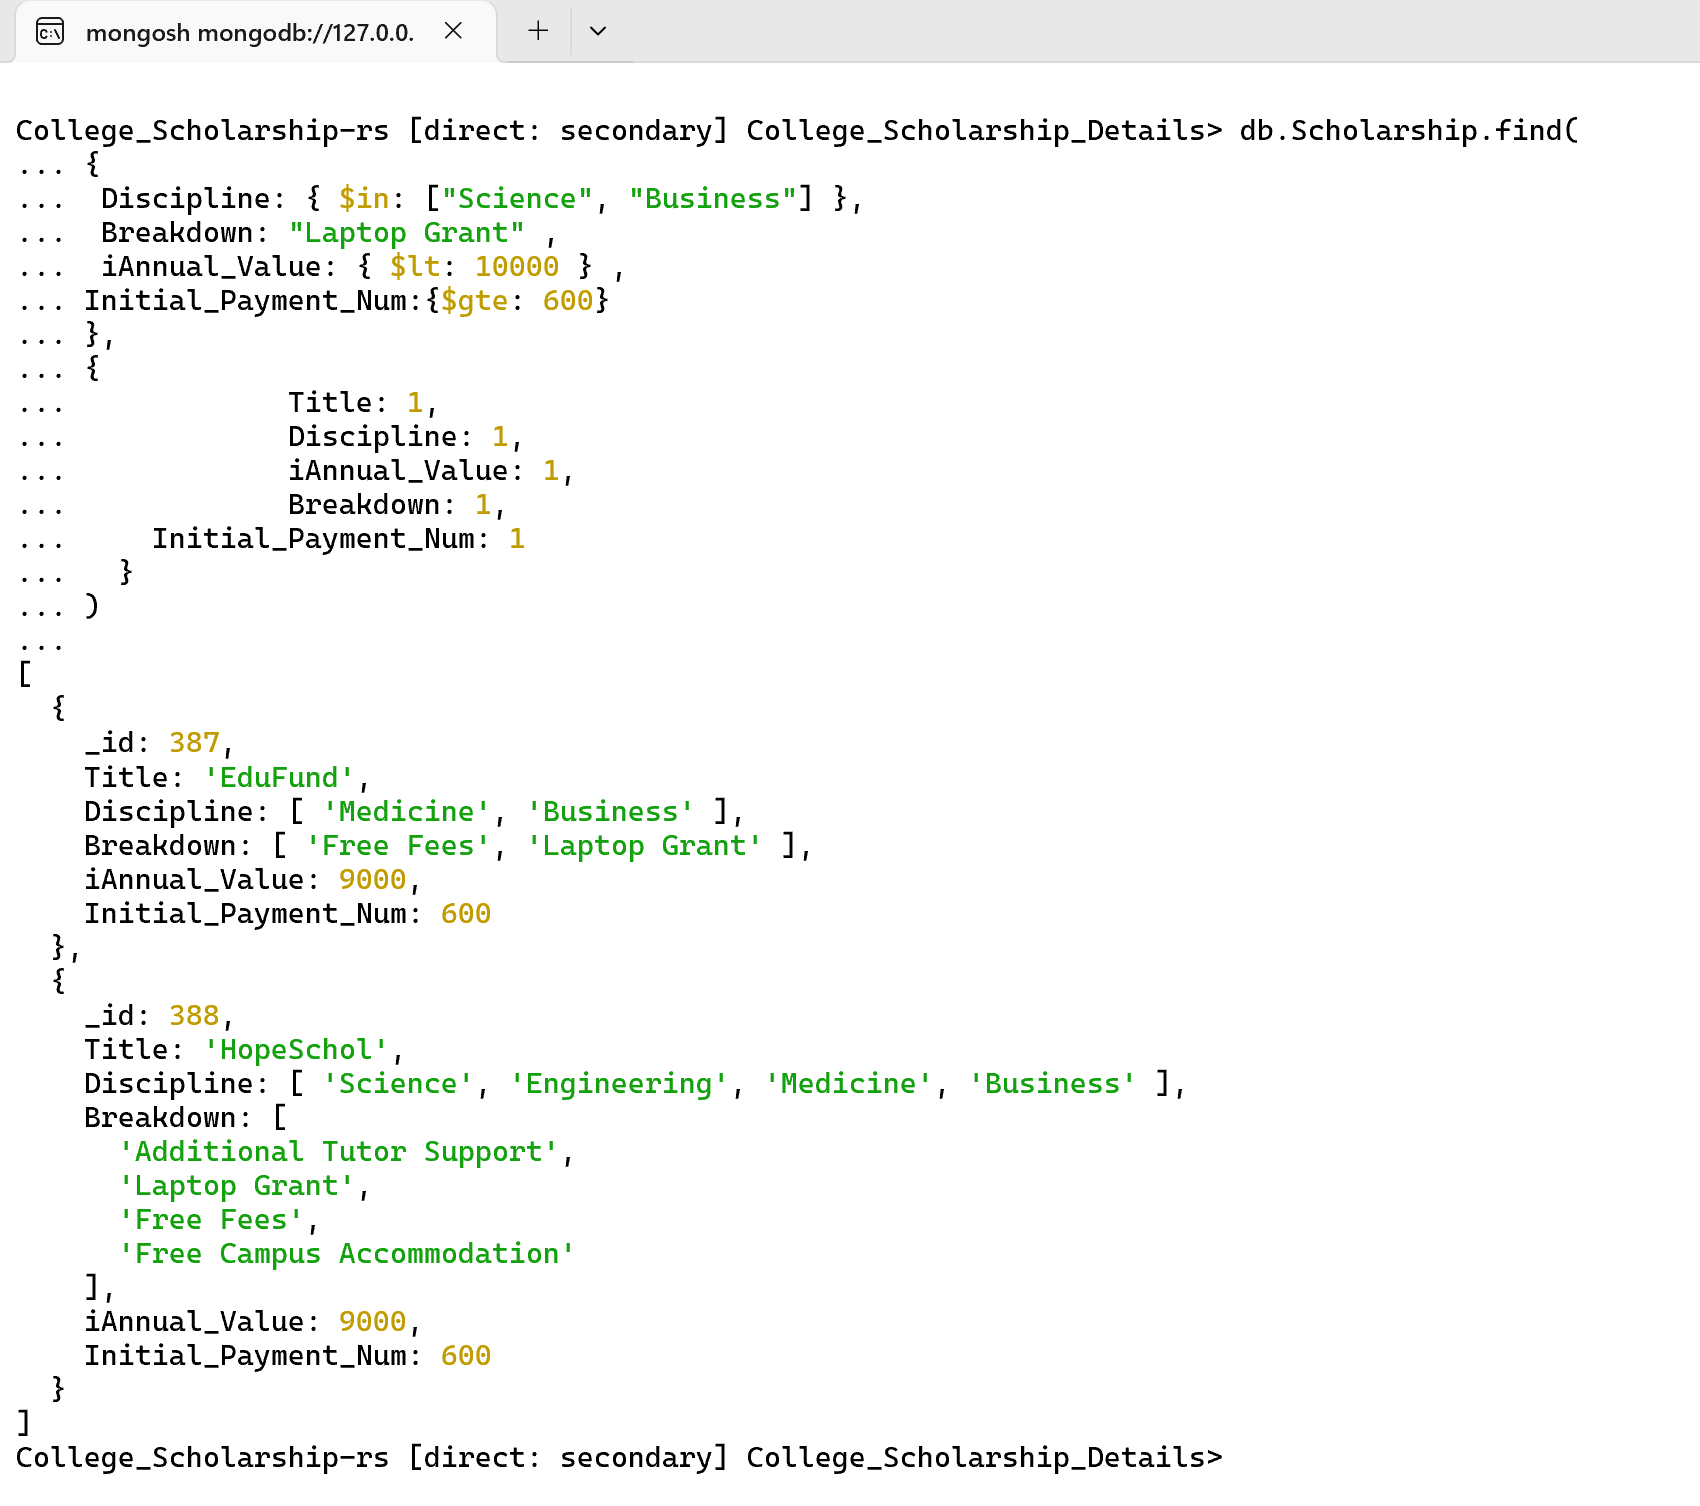 mongosh mongodb://127.0.0.
College_Scholarship-rs [direct: secondary] College_Scholarship_Details> db.Scholarship.find(
... {
...  Discipline: { $in: ["Science", "Business"] },
...  Breakdown: "Laptop Grant" ,
...  iAnnual_Value: { $lt: 10000 } ,
... Initial_Payment_Num:{$gte: 600}
... },
... {
...             Title: 1,
...             Discipline: 1,
...             iAnnual_Value: 1,
...             Breakdown: 1,
...     Initial_Payment_Num: 1
...   }
... )
...
[
  {
    _id: 387,
    Title: 'EduFund',
    Discipline: [ 'Medicine', 'Business' ],
    Breakdown: [ 'Free Fees', 'Laptop Grant' ],
    iAnnual_Value: 9000,
    Initial_Payment_Num: 600
  },
  {
    _id: 388,
    Title: 'HopeSchol',
    Discipline: [ 'Science', 'Engineering', 'Medicine', 'Business' ],
    Breakdown: [
      'Additional Tutor Support',
      'Laptop Grant',
      'Free Fees',
      'Free Campus Accommodation'
    ],
    iAnnual_Value: 9000,
    Initial_Payment_Num: 600
  }
]
College_Scholarship-rs [direct: secondary] College_Scholarship_Details>